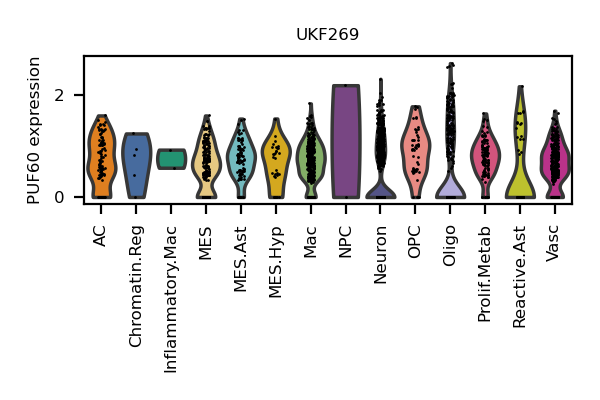 UKF269
PUF60 expression
2
0
AC
Chromatin.Reg
Inflammatory.Mac
MES
MES.Ast
MES.Hyp
Mac
NPC
Neuron
OPC
Oligo
Prolif.Metab
Reactive.Ast
Vasc